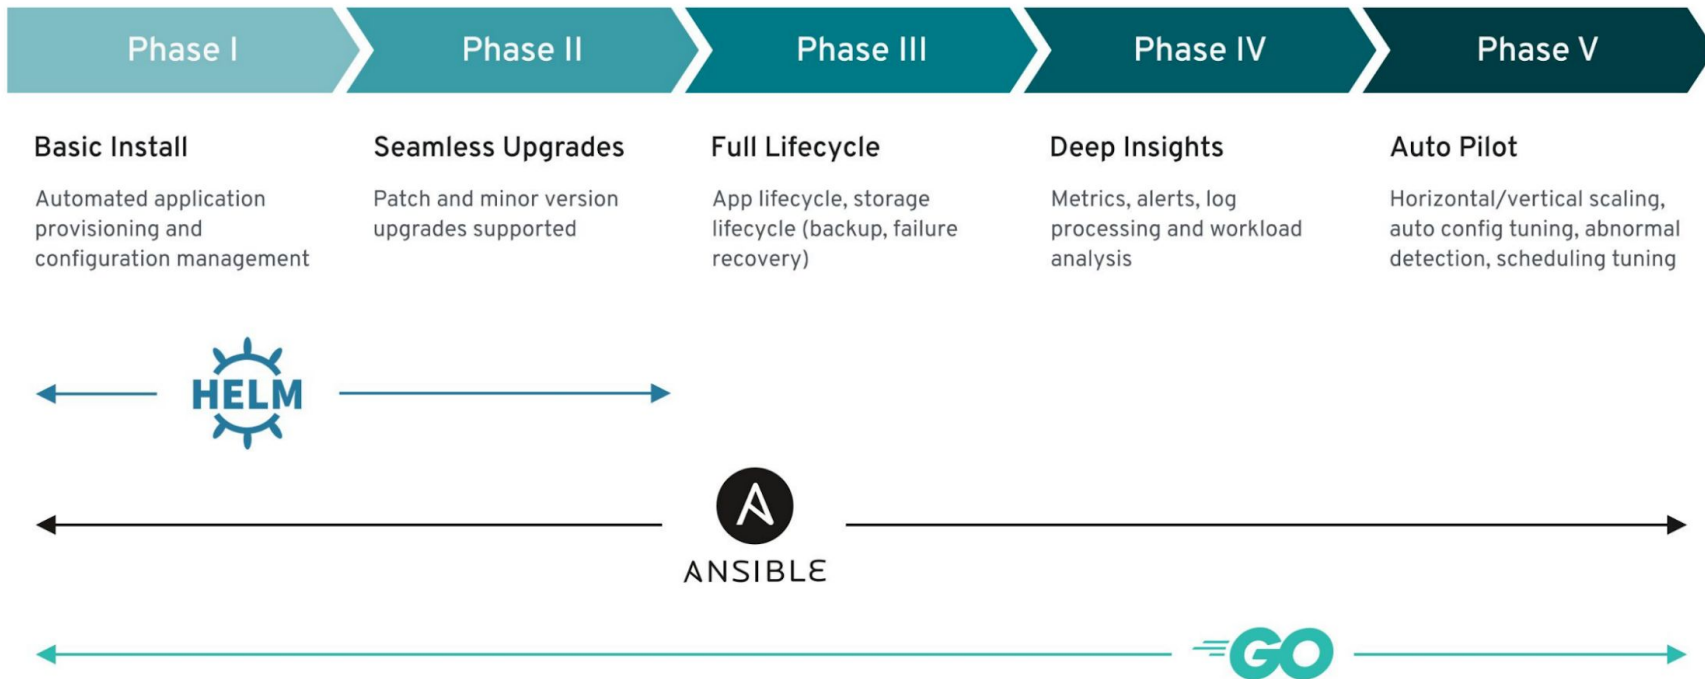 Phase I
Phase II
Phase III
Phase IV
Phase V
Basic Install
Automated application
provisioning and
configuration management
Seamless Upgrades
Patch and minor version
upgrades supported
Full Lifecycle
App lifecycle, storage
lifecycle (backup, failure
recovery)
Deep Insights
Metrics, alerts, log
processing and workload
analysis
Auto Pilot
Horizontal/vertical scaling,
auto config tuning, abnormal
detection, scheduling tuning
HELM
A
ANSIBLE
GO